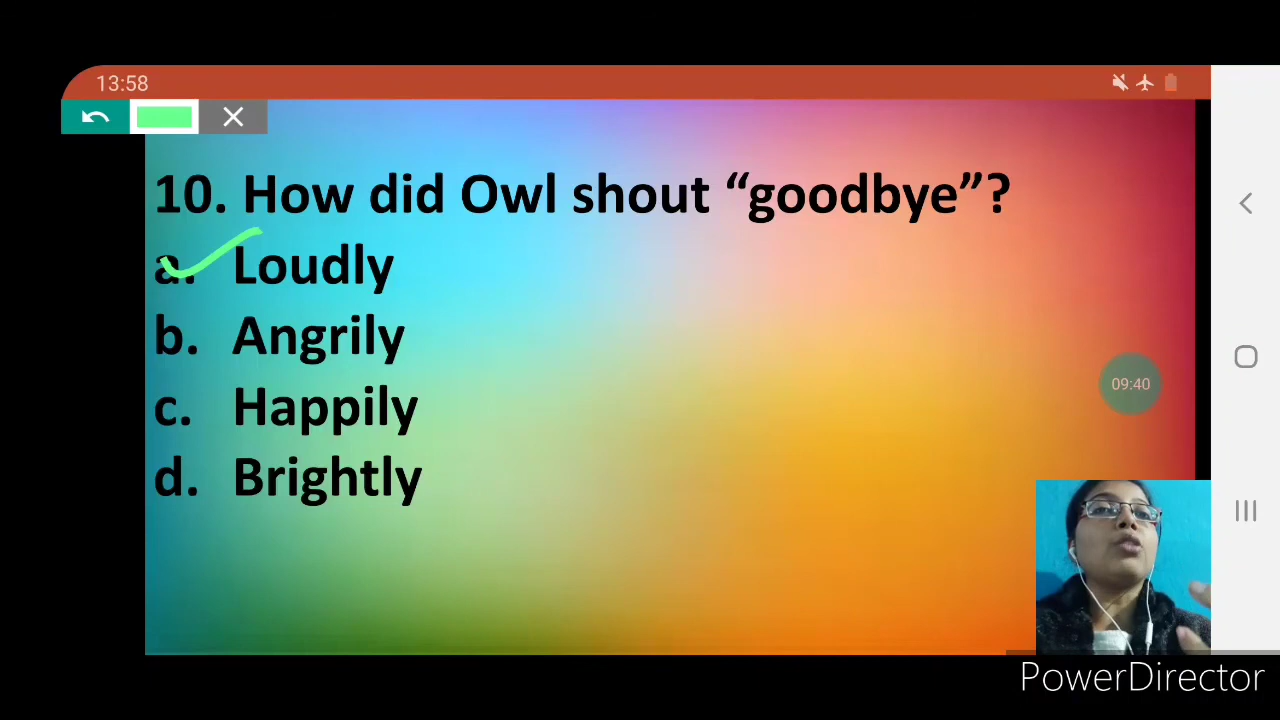 13:58
10. How did Owl shout “goodbye”?
a. Loudly
b. Angrily
c. Happily
d. Brightly
09:40
PowerDirector